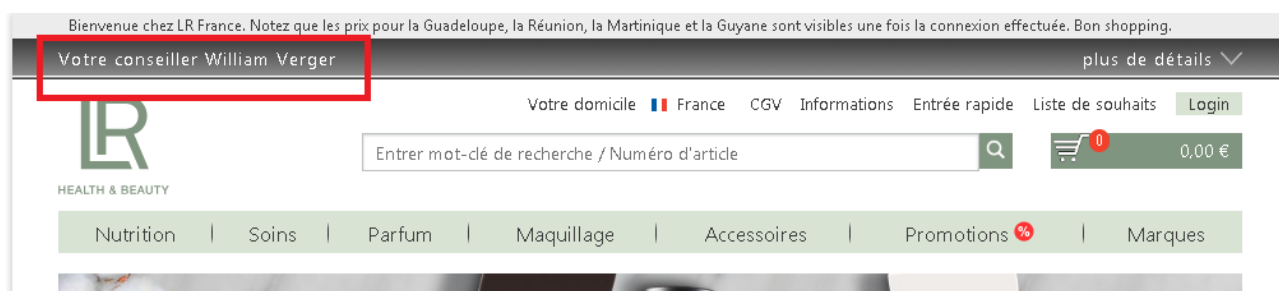 Bienvenue chez LR France. Notez que les prix pour la Guadeloupe, la Réunion, la Martinique et la Guyane sont visibles une fois la connexion effectuée. Bon shopping.
Votre conseiller William Verger plus de détails
Votre domicile France CGV Informations Entrée rapide Liste de souhaits Login
LR
Entrer mot-clé de recherche / Numéro d'article 0 0,00 €
HEALTH & BEAUTY
Nutrition | Soins | Parfum | Maquillage | Accessoires | Promotions % | Marques